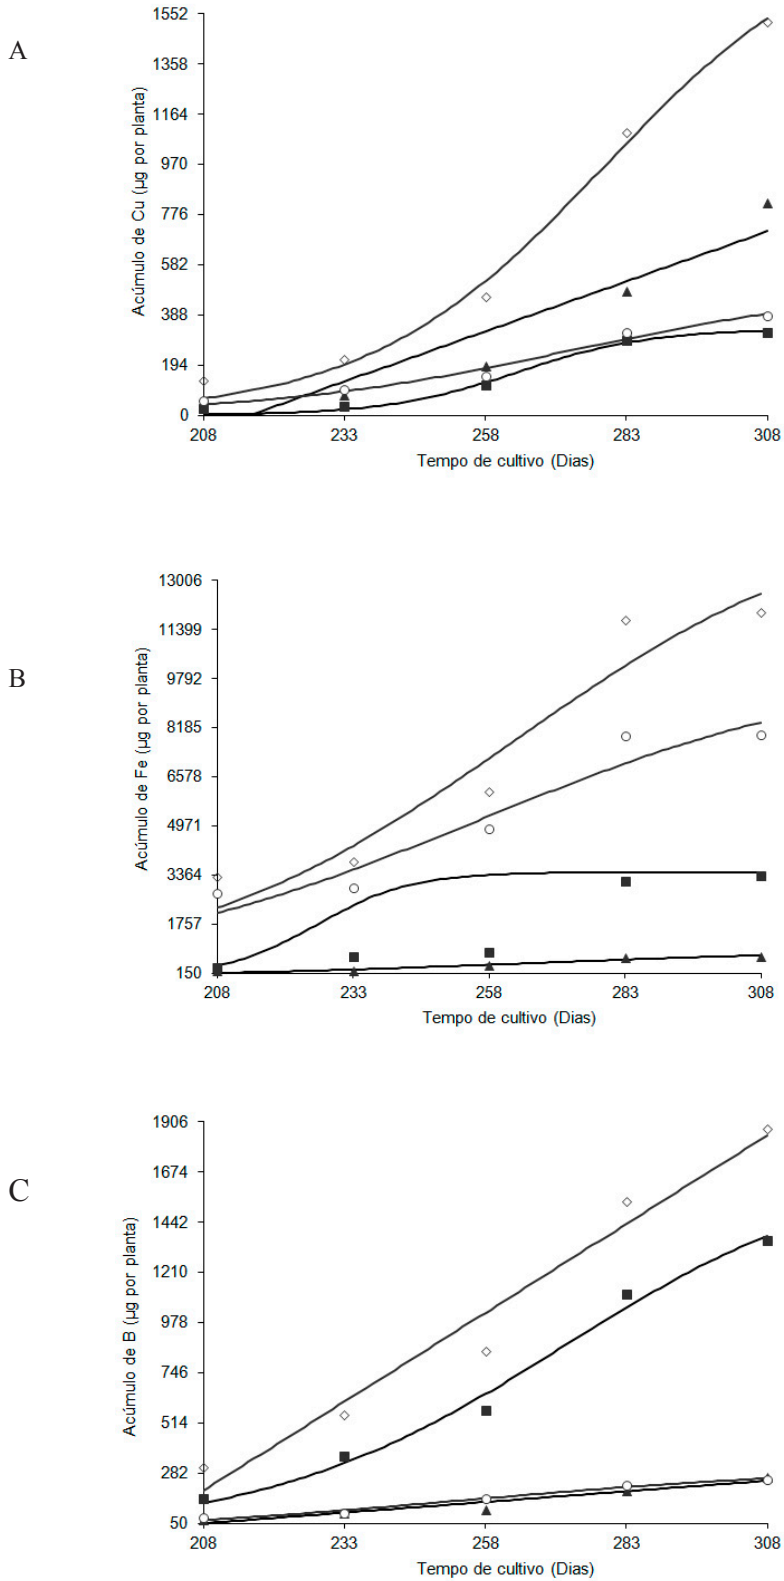 A
Acúmulo de Cu (µg por planta)
1552
1358
1164
970
776
582
388
194
0
208 233 258 283 308
Tempo de cultivo (Dias)
B
Acúmulo de Fe (µg por planta)
13006
11399
9792
8185
6578
4971
3364
1757
150
208 233 258 283 308
Tempo de cultivo (Dias)
C
Acúmulo de B (µg por planta)
1906
1674
1442
1210
978
746
514
282
50
208 233 258 283 308
Tempo de cultivo (Dias)